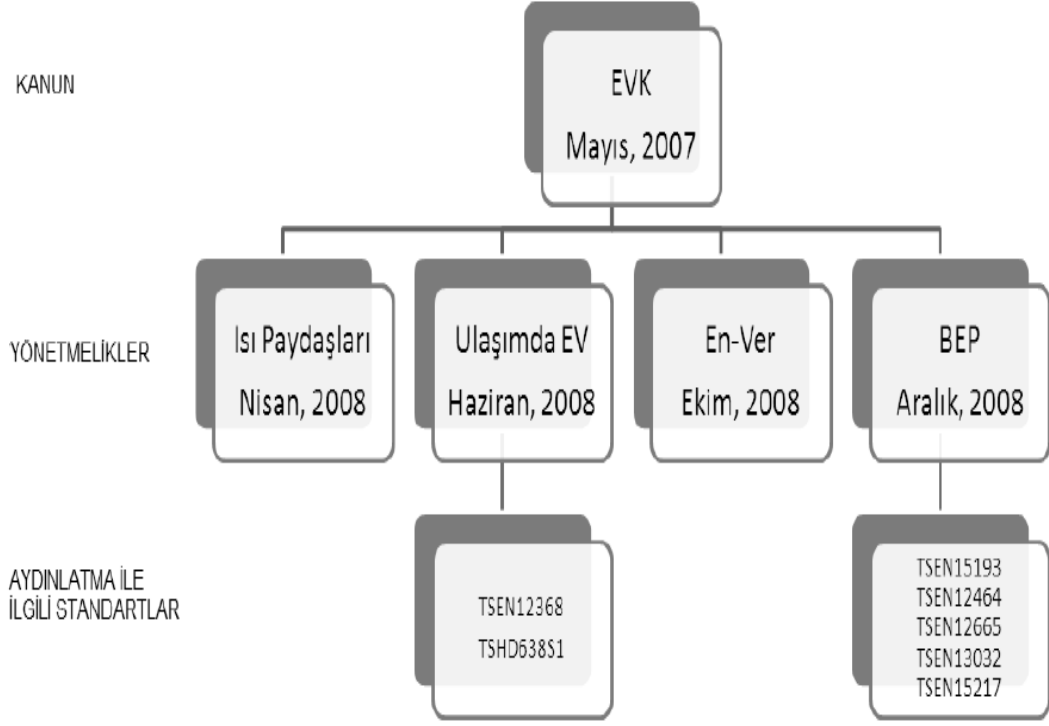 KANUN
EVK
Mayıs, 2007
YÖNETMELİKLER
Isı Paydaşları
Nisan, 2008
Ulaşımda EV
Haziran, 2008
En-Ver
Ekim, 2008
BEP
Aralık, 2008
AYDINLATMA İLE
İLGİLİ STANDARTLAR
TSEN12368
TSHD638S1
TSEN15193
TSEN12464
TSEN12665
TSEN13032
TSEN15217